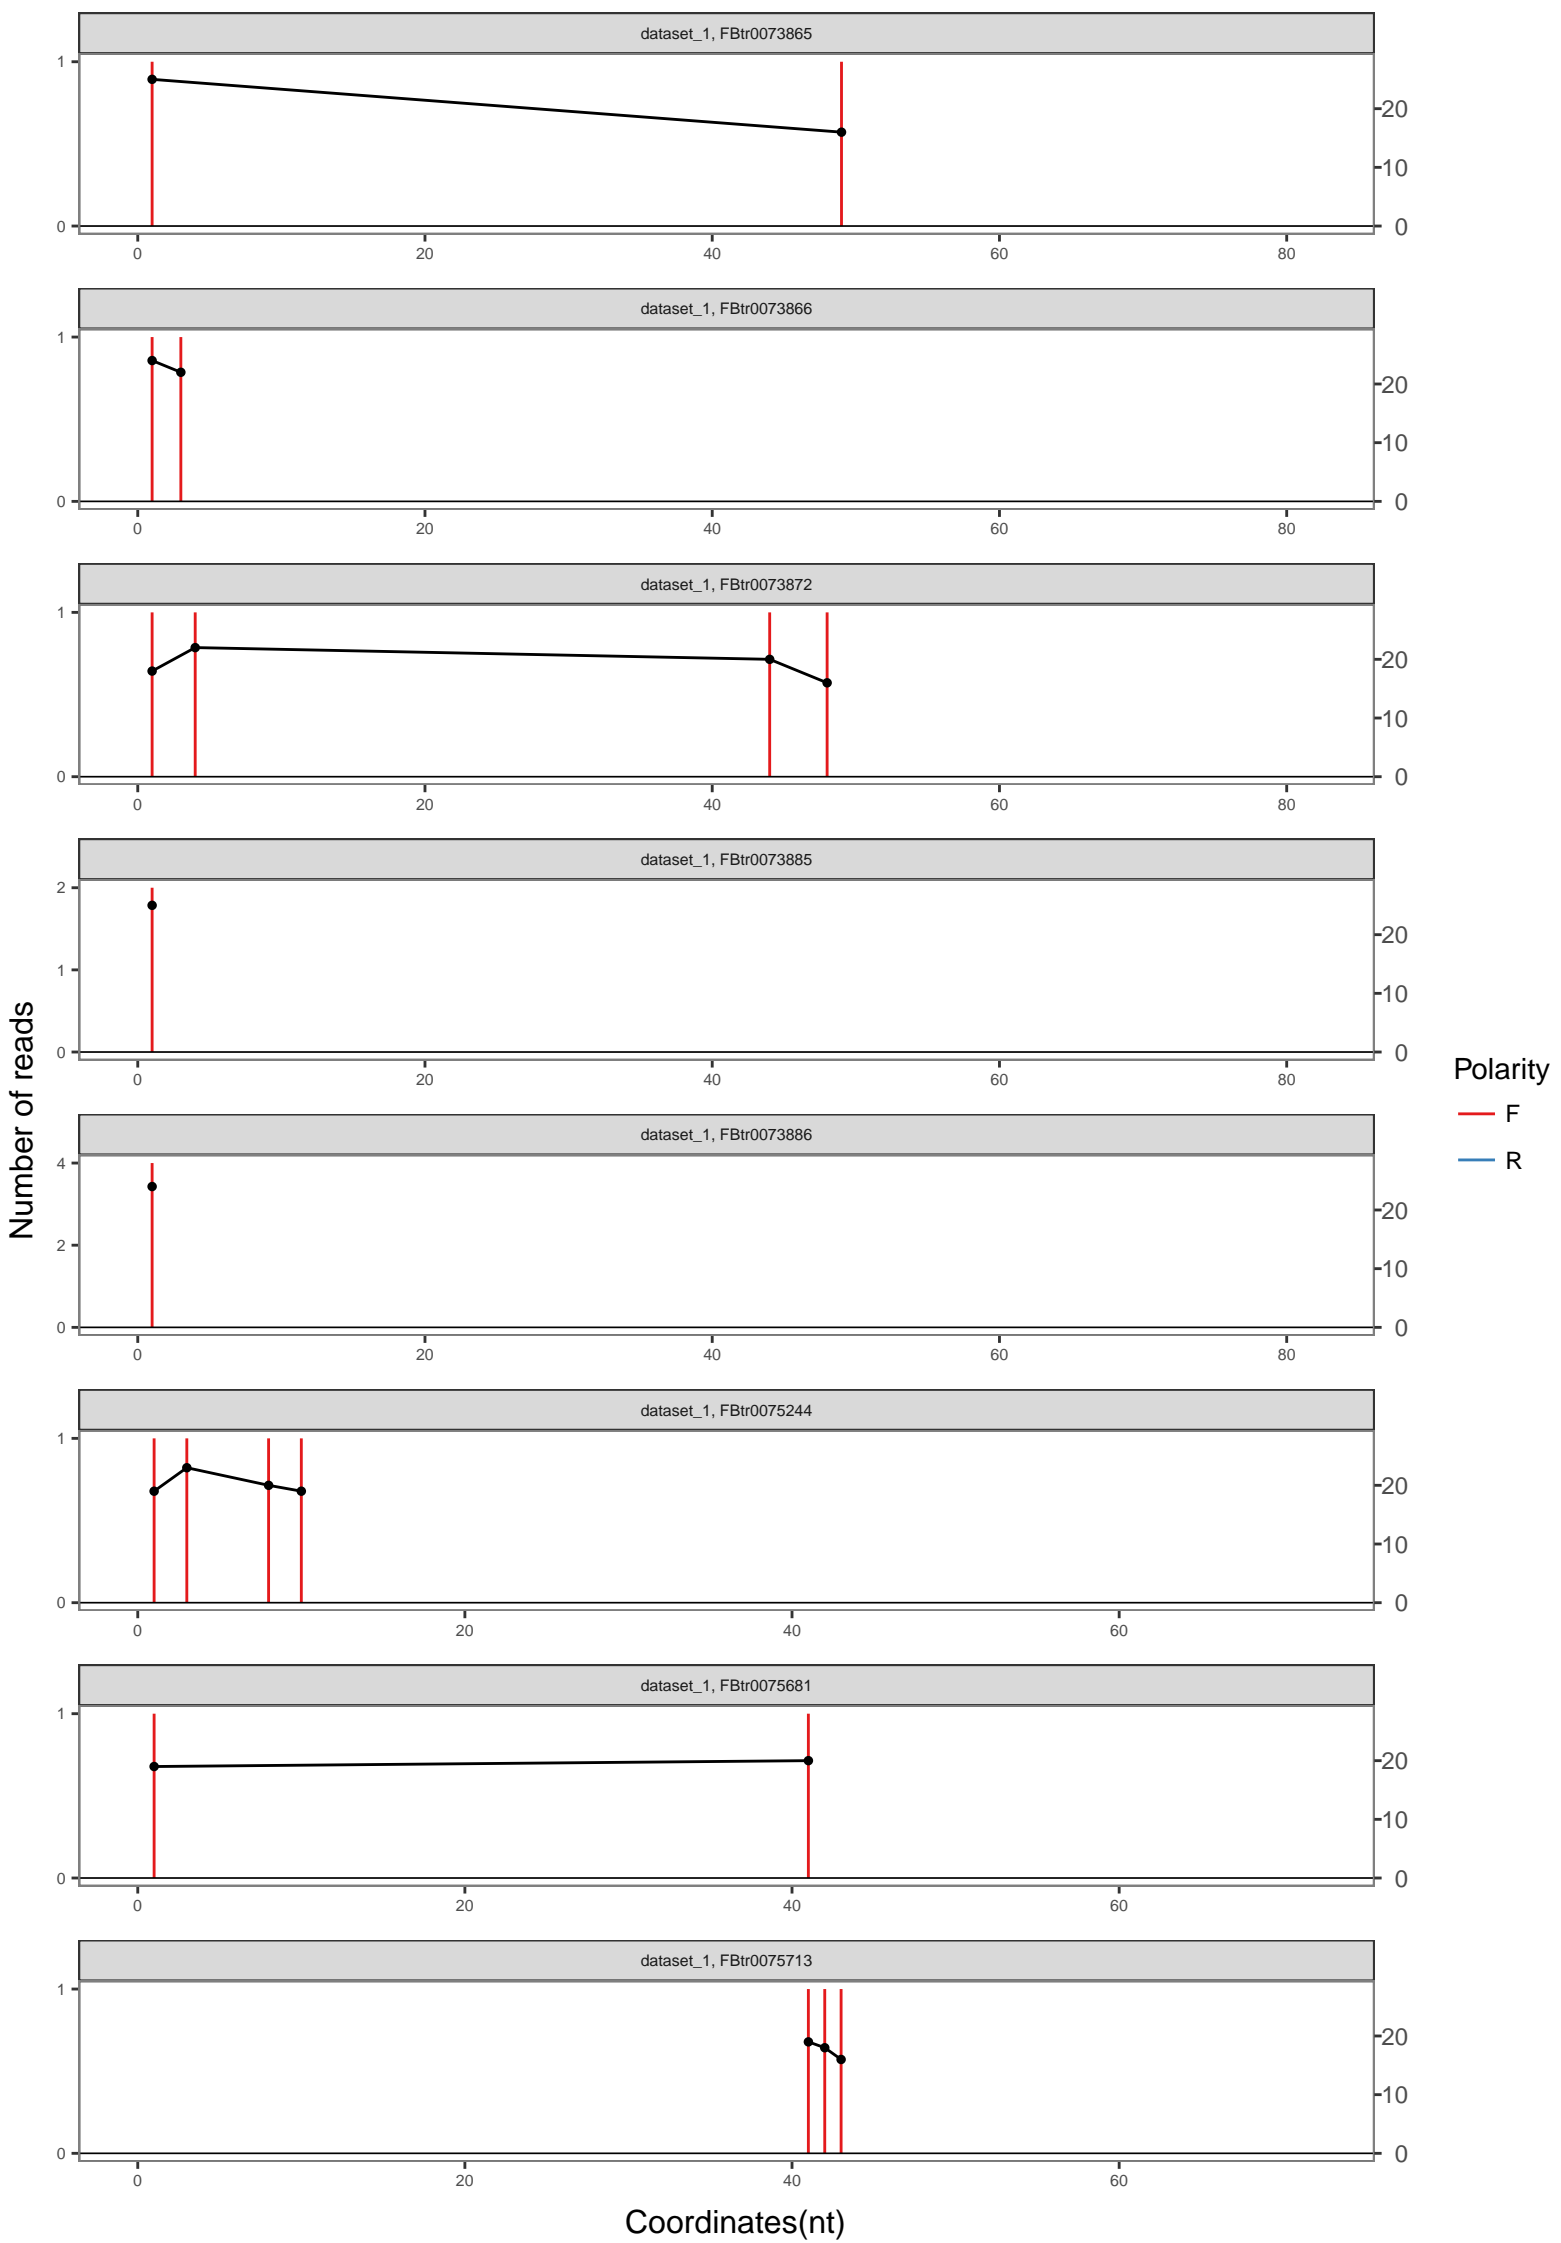 dataset_1, FBtr0073865
1
20
10
0
0
0 20 40 60 80
dataset_1, FBtr0073866
1
20
10
0
0
0 20 40 60 80
dataset_1, FBtr0073872
1
20
10
0
0
0 20 40 60 80
dataset_1, FBtr0073885
2
20
1
10
0
0
0 20 40 60 80
Number of reads
Polarity
F
R
dataset_1, FBtr0073886
4
20
2
10
0
0
0 20 40 60 80
dataset_1, FBtr0075244
1
20
10
0
0
0 20 40 60
dataset_1, FBtr0075681
1
20
10
0
0
0 20 40 60
dataset_1, FBtr0075713
1
20
10
0
0
0 20 40 60
Coordinates(nt)